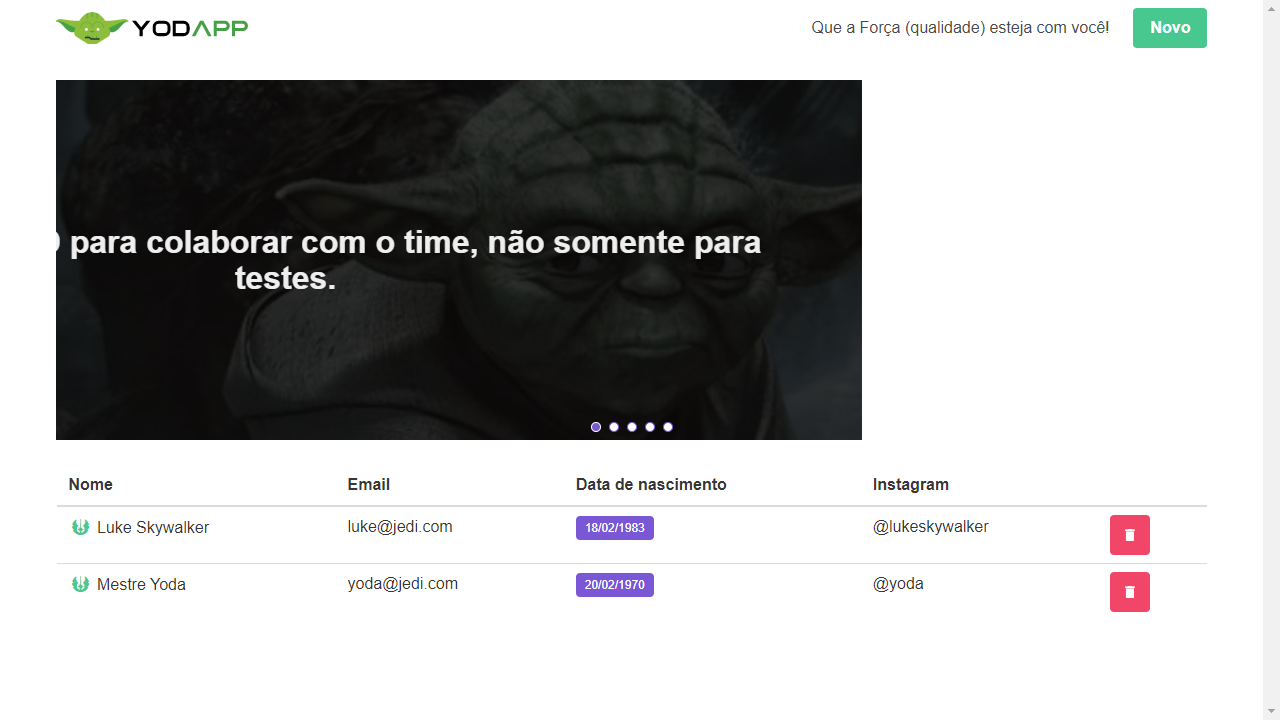 YODAPP
Que a Força (qualidade) esteja com você!
Novo
para colaborar com o time, não somente para
testes.
Nome Email Data de nascimento Instagram
Luke Skywalker luke@jedi.com 18/02/1983 @lukeskywalker
Mestre Yoda yoda@jedi.com 20/02/1970 @yoda